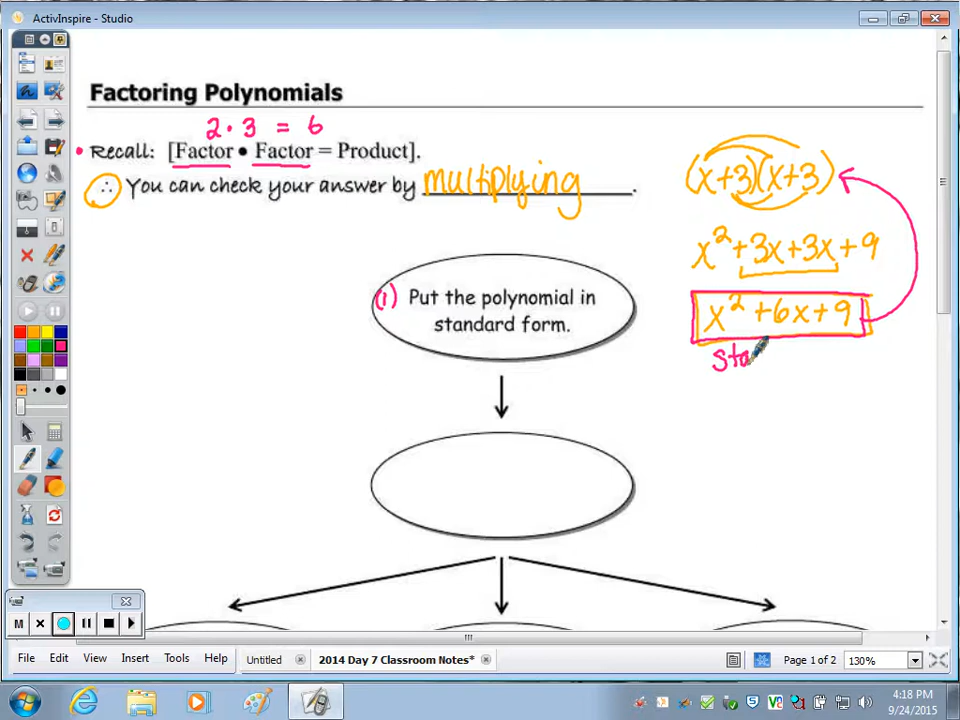 ActivInspire - Studio
Factoring Polynomials
2 · 3 = 6
• Recall: [Factor • Factor = Product].
∴ You can check your answer by multiplying.
(x+3)(x+3)
x² +3x+3x+9
x² +6x+9
sta
(1) Put the polynomial in
standard form.
M
File Edit View Insert Tools Help
Untitled
2014 Day 7 Classroom Notes*
Page 1 of 2
130%
4:18 PM
9/24/2015